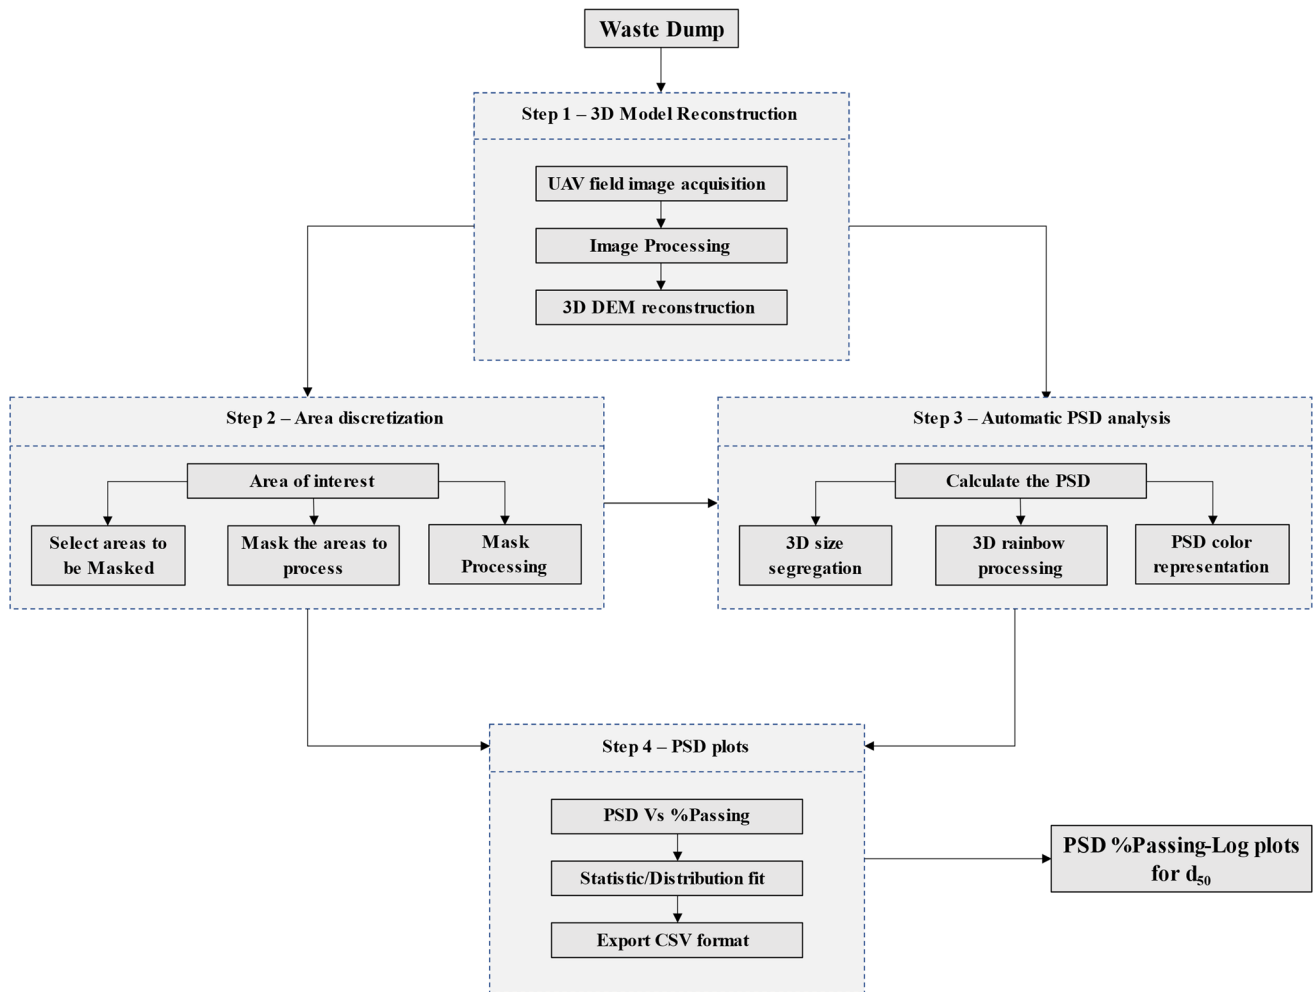 Waste Dump
Step 1 – 3D Model Reconstruction
UAV field image acquisition
Image Processing
3D DEM reconstruction
Step 2 – Area discretization
Area of interest
Select areas to
be Masked
Mask the areas to
process
Mask
Processing
Step 3 – Automatic PSD analysis
Calculate the PSD
3D size
segregation
3D rainbow
processing
PSD color
representation
Step 4 – PSD plots
PSD Vs %Passing
Statistic/Distribution fit
Export CSV format
PSD %Passing-Log plots
for d₅₀